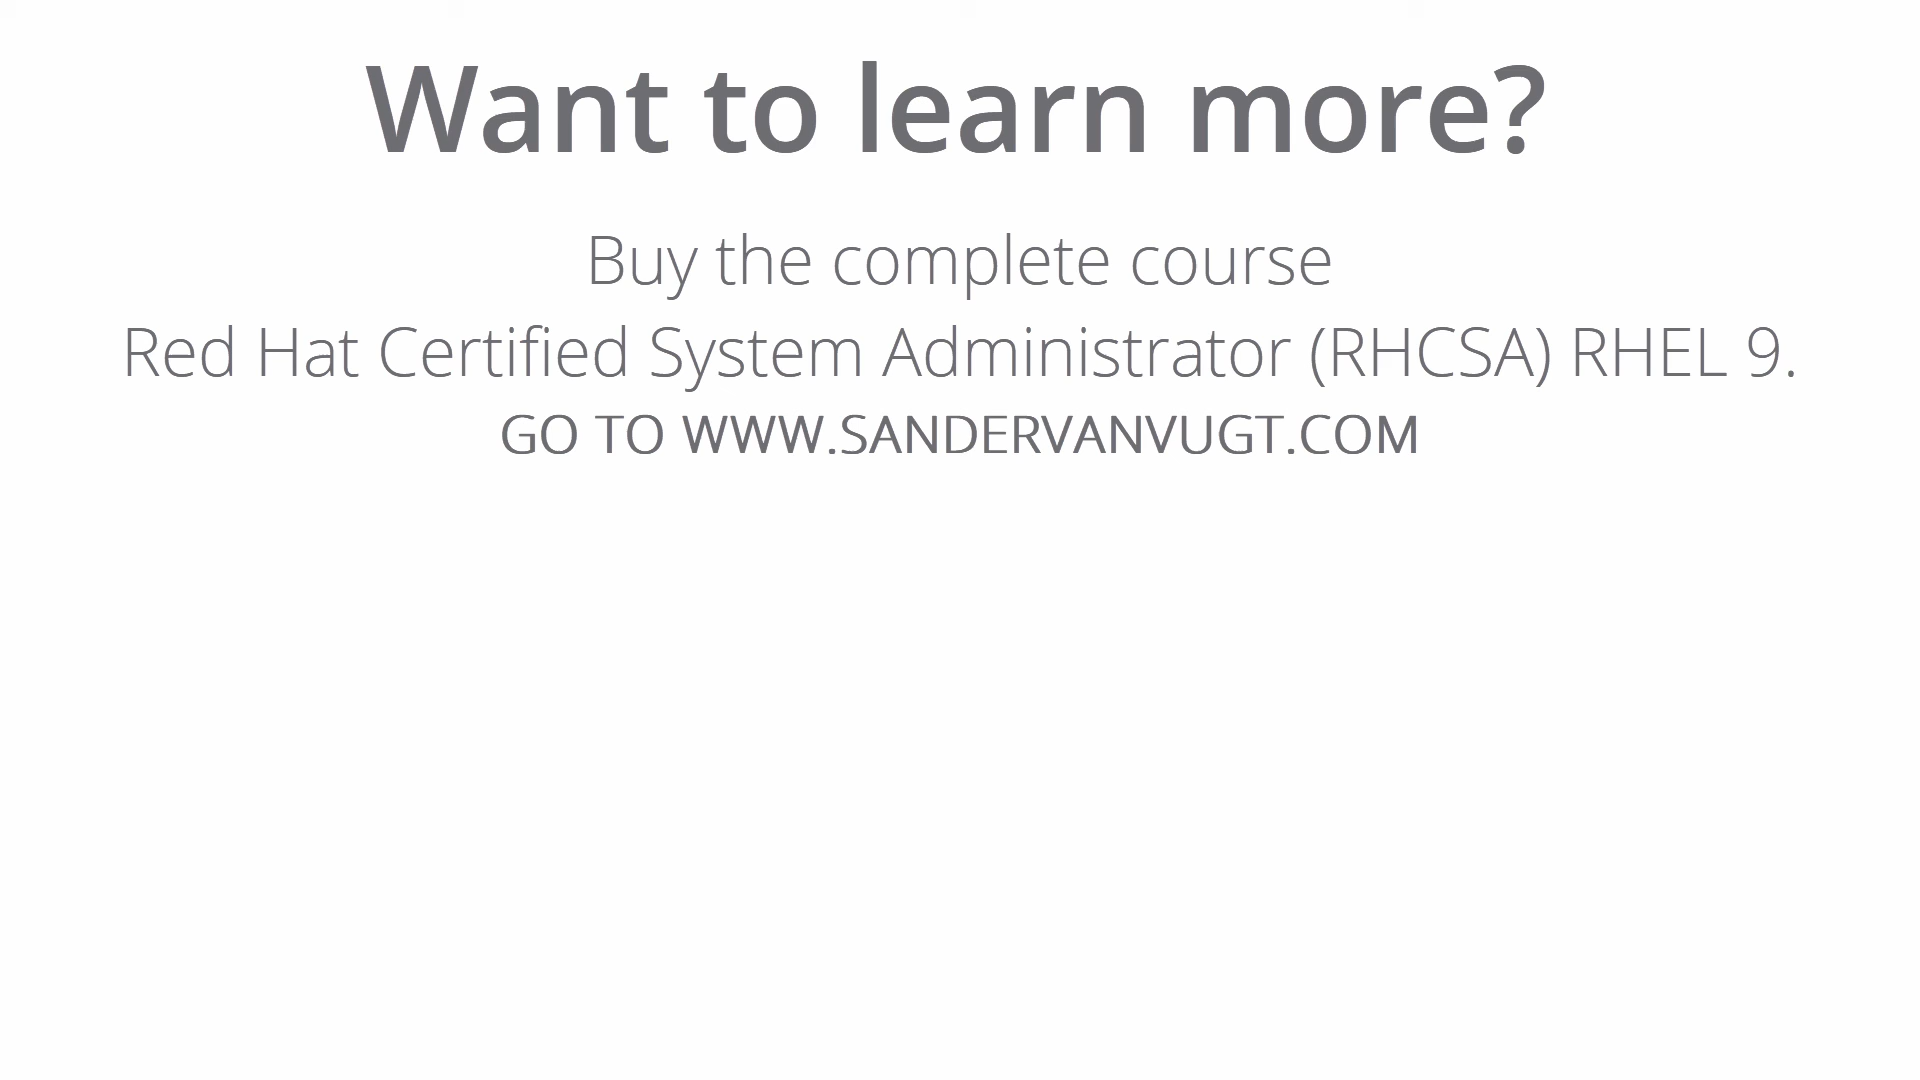 Want to learn more?
Buy the complete course
Red Hat Certified System Administrator (RHCSA) RHEL 9.
GO TO WWW.SANDERVANVUGT.COM